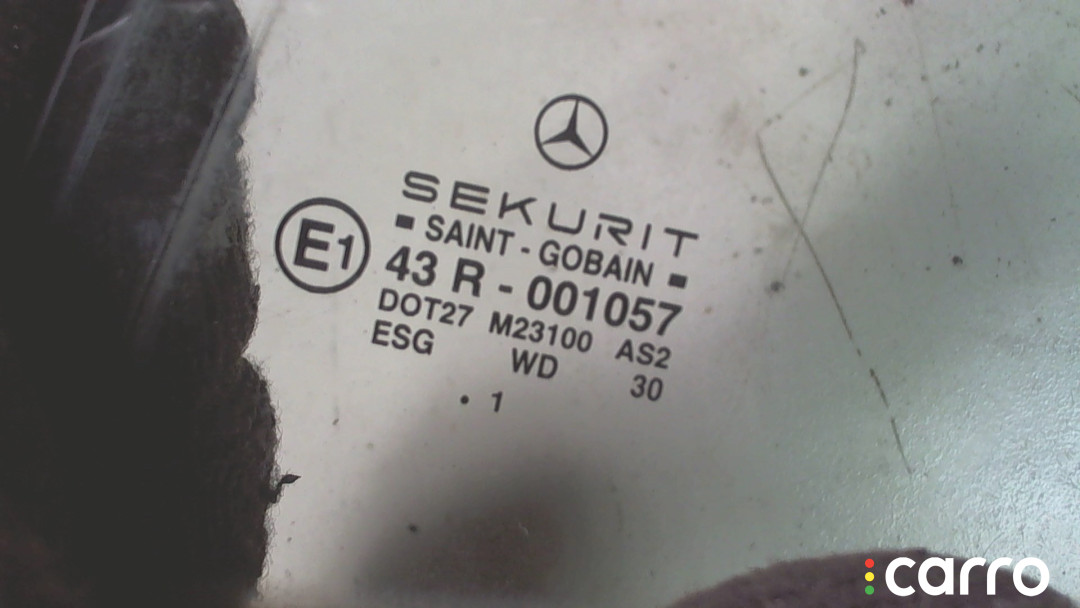 SEKURIT
▪ SAINT - GOBAIN ▪
E1
43 R - 001057
DOT27 M23100 AS2
ESG WD 30
• 1
carro